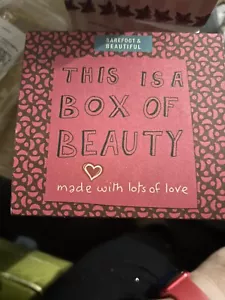 BAREFOOT &
BEAUTIFUL
THIS IS A
BOX OF
BEAUTY
made with lots of love